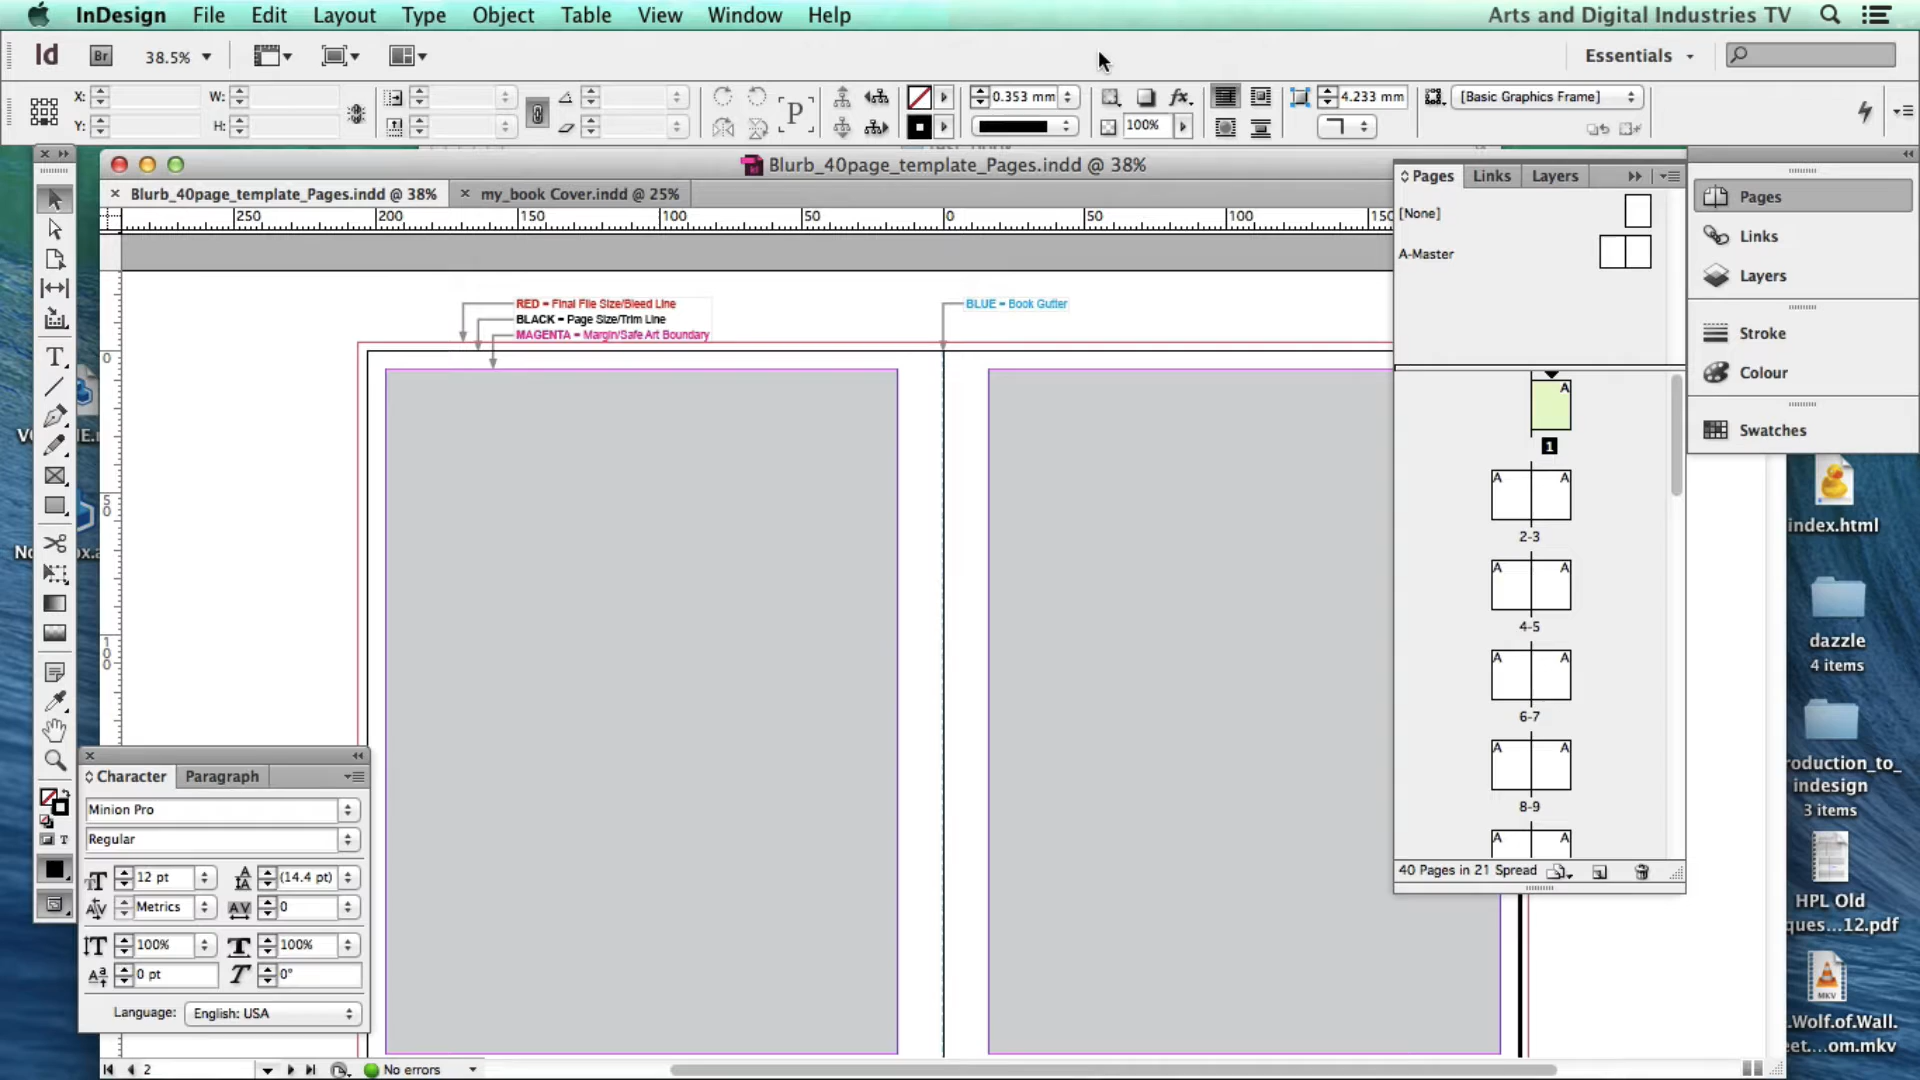 InDesign File Edit Layout Type Object Table View Window Help Arts and Digital Industries TV
Id Br 38.5% Essentials
X: W: 0.353 mm 4.233 mm [Basic Graphics Frame]
Y: H: P 100%
Blurb_40page_template_Pages.indd @ 38%
Blurb_40page_template_Pages.indd @ 38% my_book Cover.indd @ 25%
250 200 150 100 50 0 50 100
RED = Final File Size/Bleed Line
BLACK = Page Size/Trim Line
MAGENTA = Margin/Safe Art Boundary
BLUE = Book Gutter
0
50
100
Pages Links Layers
[None]
A-Master
A
1
A A
2-3
A A
4-5
A A
6-7
A A
8-9
A A
40 Pages in 21 Spread
Pages
Links
Layers
Stroke
Colour
Swatches
Character Paragraph
Minion Pro
Regular
12 pt (14.4 pt)
Metrics 0
100% 100%
0 pt 0°
Language: English: USA
2 No errors
index.html
dazzle
4 items
roduction_to_
indesign
3 items
HPL Old
ques...12.pdf
MKV
.Wolf.of.Wall.
eet....om.mkv